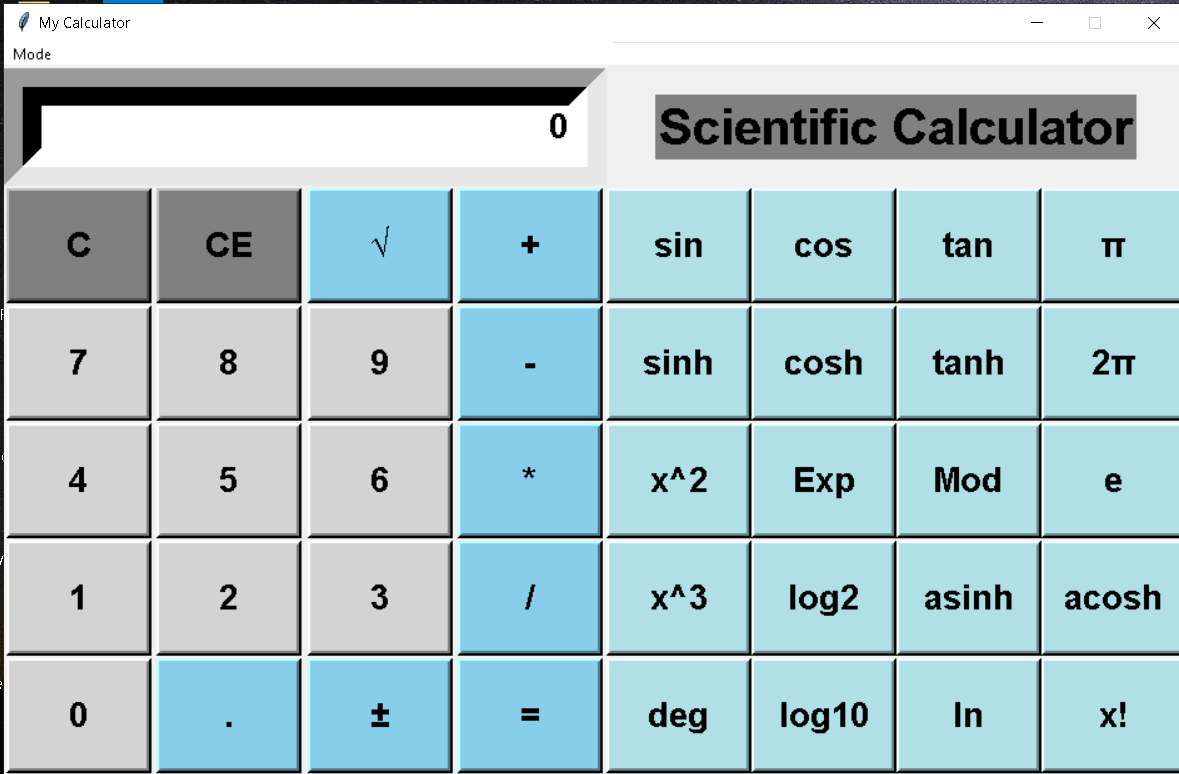 My Calculator
Mode
0
Scientific Calculator
C CE √ + sin cos tan π
7 8 9 - sinh cosh tanh 2π
4 5 6 * x^2 Exp Mod e
1 2 3 / x^3 log2 asinh acosh
0 . ± = deg log10 ln x!